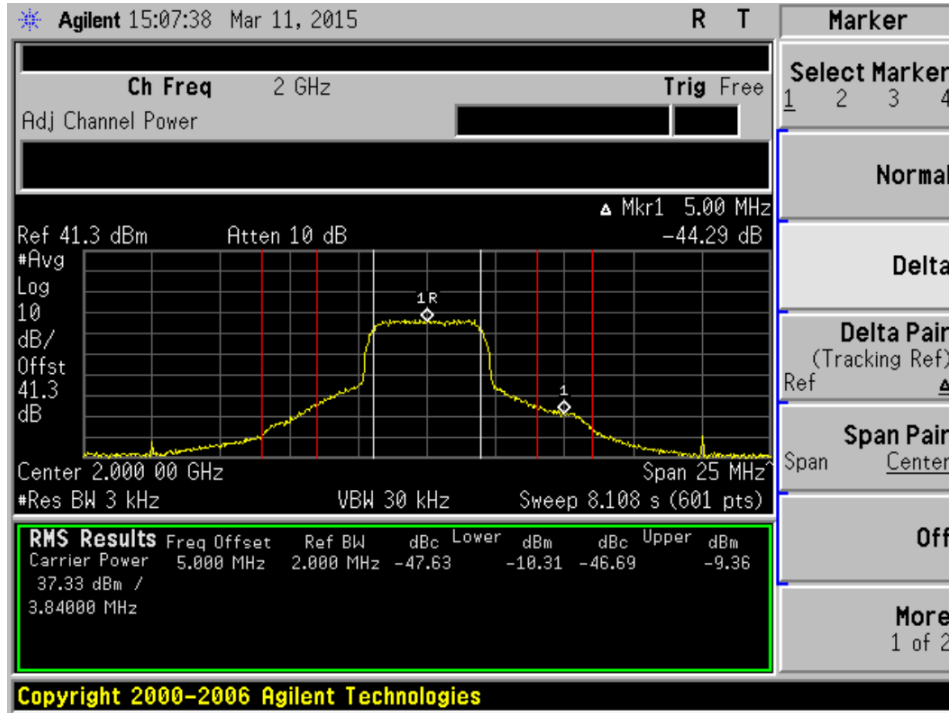 Agilent 15:07:38 Mar 11, 2015 R T
Marker
Ch Freq 2 GHz Trig Free
Adj Channel Power
Select Marker
1 2 3 4
Normal
Δ Mkr1 5.00 MHz
Ref 41.3 dBm Atten 10 dB -44.29 dB
#Avg
Log
10
dB/
Offst
41.3
dB
1R
1
Delta
Delta Pair
(Tracking Ref)
Ref Δ
Center 2.000 00 GHz Span 25 MHz^
#Res BW 3 kHz VBW 30 kHz Sweep 8.108 s (601 pts)
Span Pair
Span Center
RMS Results Freq Offset Ref BW dBc Lower dBm dBc Upper dBm
Carrier Power 5.000 MHz 2.000 MHz -47.63 -10.31 -46.69 -9.36
37.33 dBm /
3.84000 MHz
Off
More
1 of 2
Copyright 2000-2006 Agilent Technologies